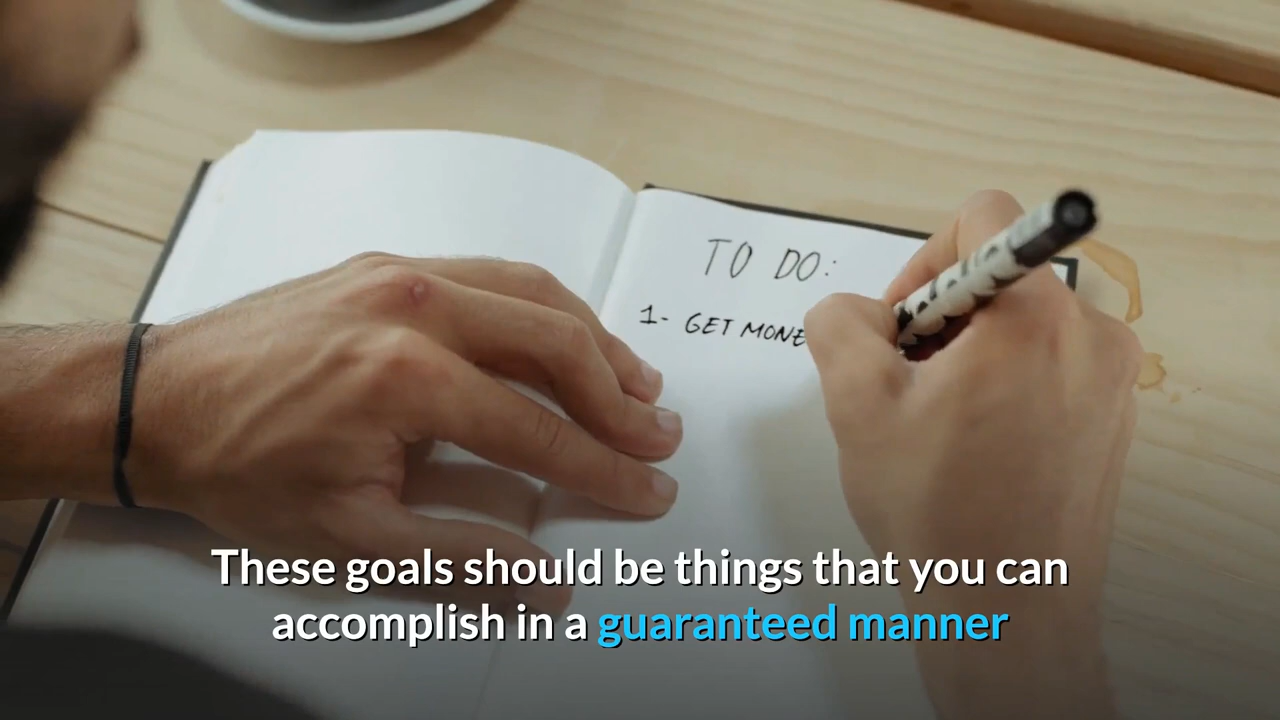 TO DO:
1- GET MONE
These goals should be things that you can
accomplish in a guaranteed manner